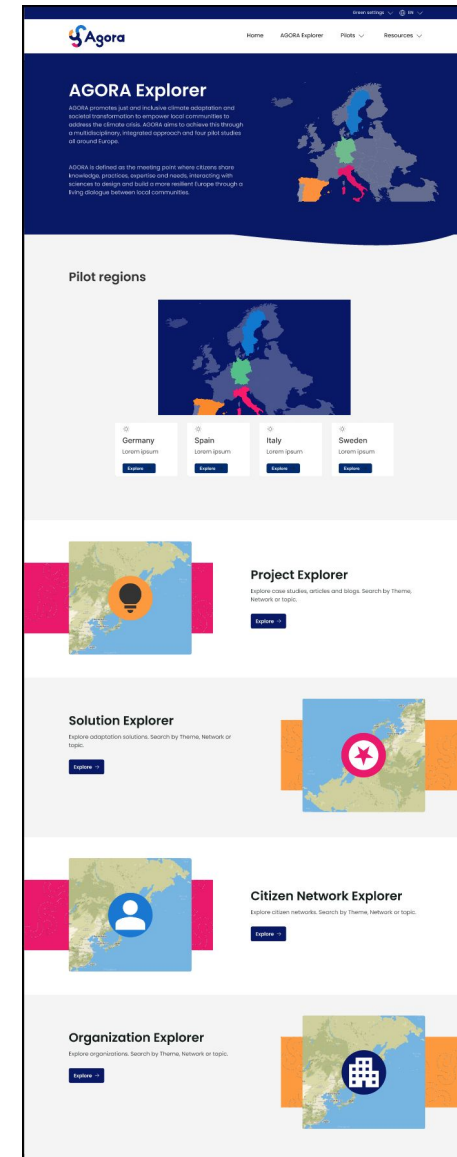 Green settings EN
Agora
Home AGORA Explorer Pilots Resources
AGORA Explorer
AGORA promotes just and inclusive climate adaptation and
societal transformation to empower local communities to
address the climate crisis. AGORA aims to achieve this through
a multidisciplinary, integrated approach and four pilot studies
all around Europe.
AGORA is defined as the meeting point where citizens share
knowledge, practices, expertise and needs, interacting with
sciences to design and build a more resilient Europe through a
living dialogue between local communities.
Pilot regions
Germany Spain Italy Sweden
Lorem ipsum Lorem ipsum Lorem ipsum Lorem ipsum
Explore Explore Explore Explore
Project Explorer
Explore case studies, articles and blogs. Search by Theme,
Network or topic.
Explore →
Solution Explorer
Explore adaptation solutions. Search by Theme, Network or
topic.
Explore →
Citizen Network Explorer
Explore citizen networks. Search by Theme, Network or topic.
Explore →
Organization Explorer
Explore organizations. Search by Theme, Network or topic.
Explore →